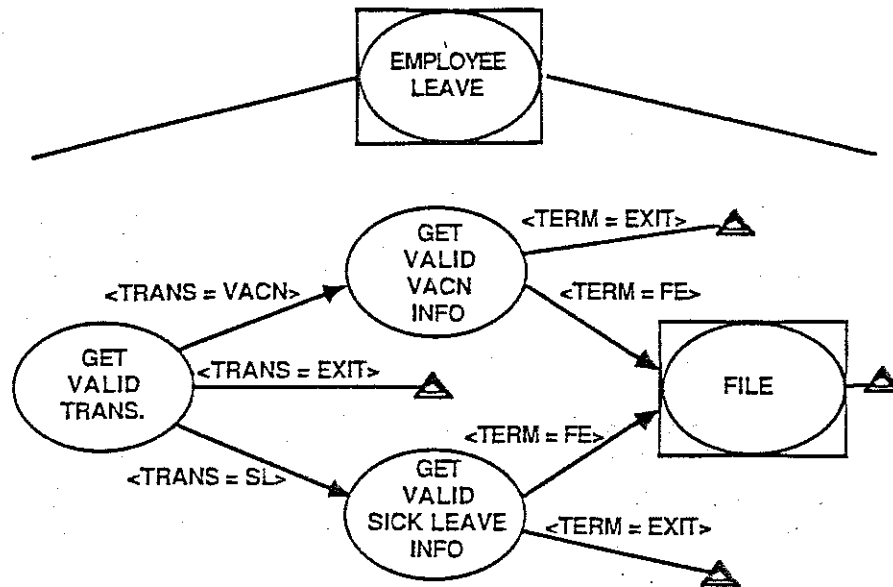 EMPLOYEE
LEAVE
<TERM = EXIT>
GET
VALID
VACN
INFO
<TRANS = VACN>
<TERM = FE>
GET
VALID
TRANS.
<TRANS = EXIT>
FILE
<TERM = FE>
<TRANS = SL>
GET
VALID
SICK LEAVE
INFO
<TERM = EXIT>